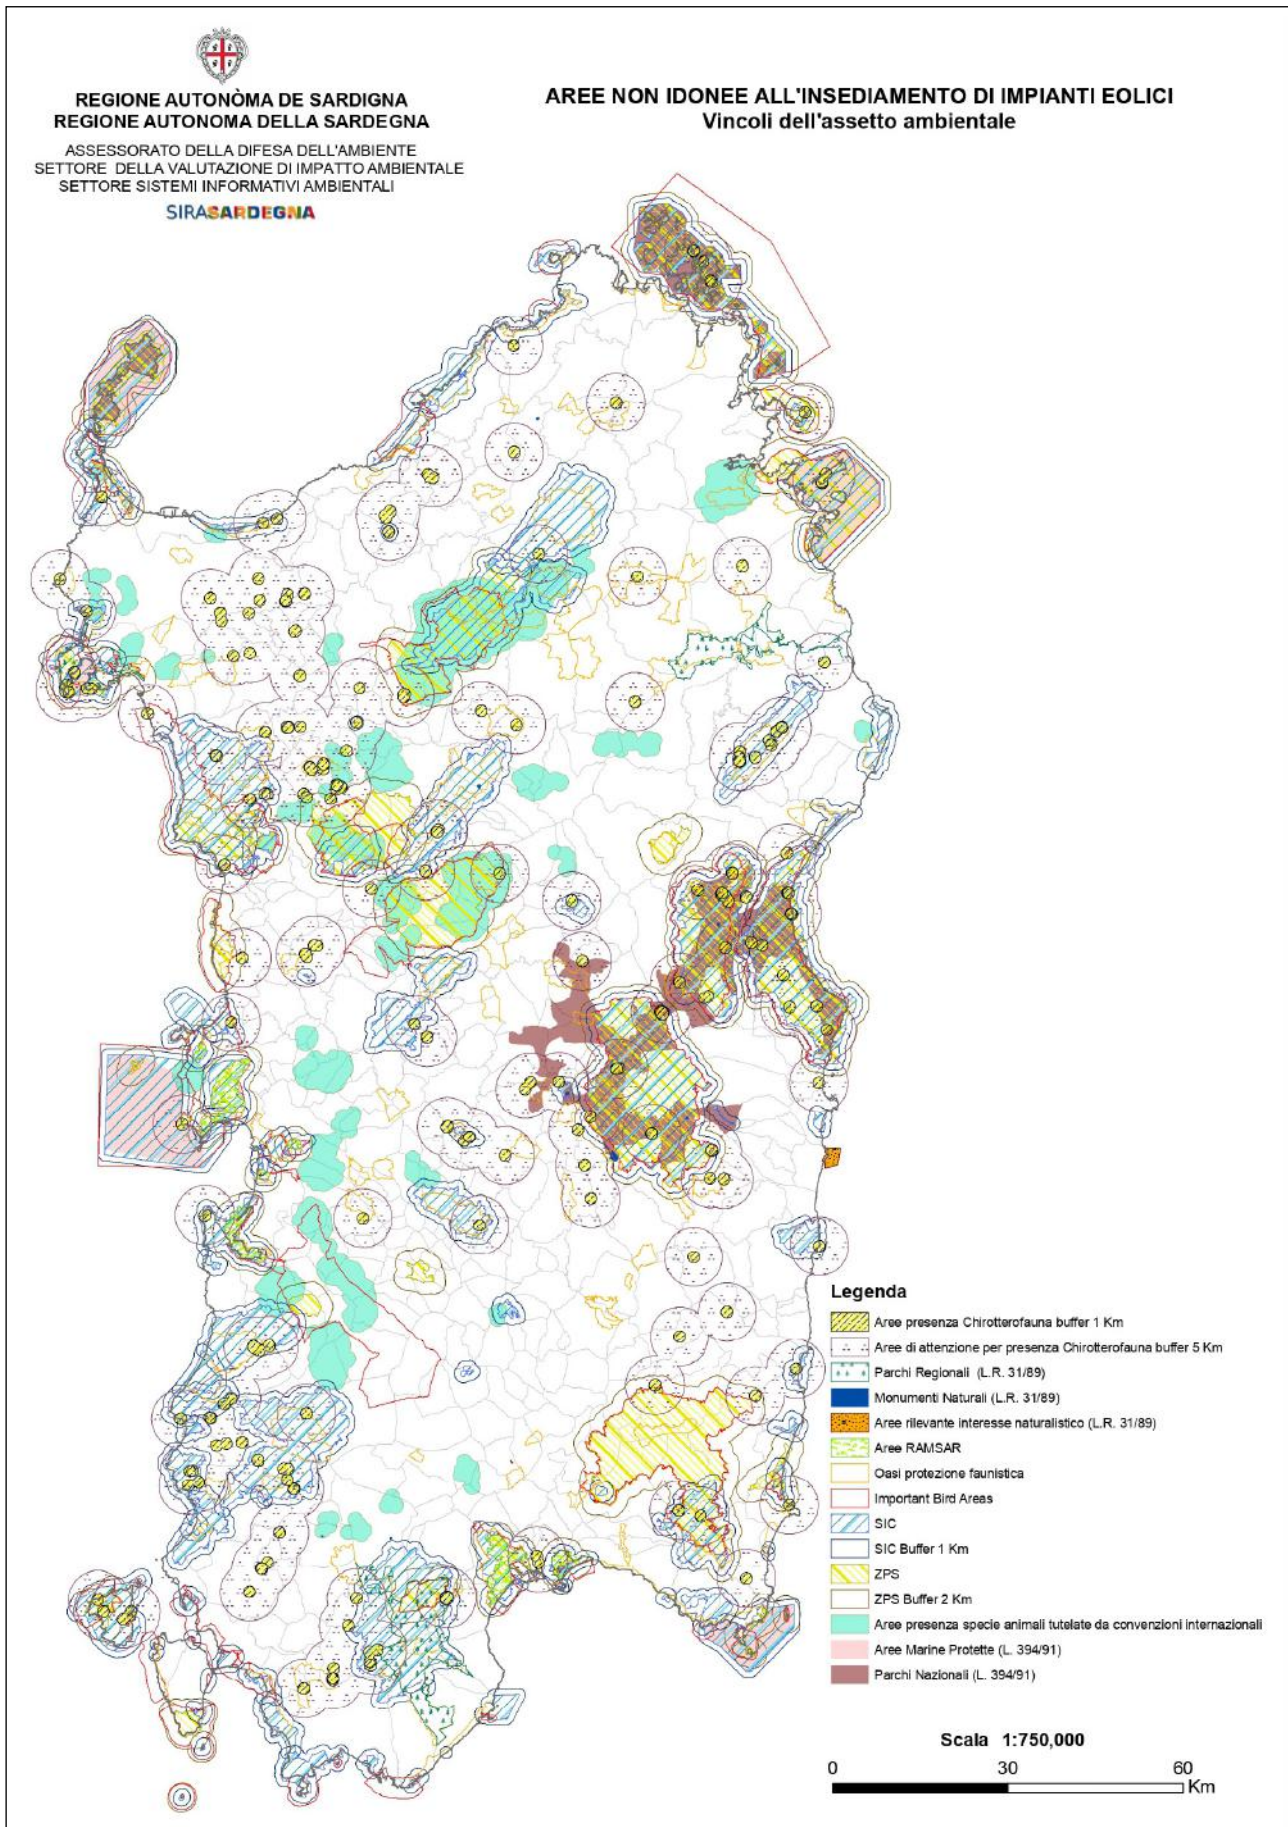 REGIONE AUTONÒMA DE SARDIGNA
REGIONE AUTONOMA DELLA SARDEGNA
ASSESSORATO DELLA DIFESA DELL'AMBIENTE
SETTORE DELLA VALUTAZIONE DI IMPATTO AMBIENTALE
SETTORE SISTEMI INFORMATIVI AMBIENTALI
SIRASARDEGNA
AREE NON IDONEE ALL'INSEDIAMENTO DI IMPIANTI EOLICI
Vincoli dell'assetto ambientale
Legenda
Aree presenza Chirotterofauna buffer 1 Km
Aree di attenzione per presenza Chirotterofauna buffer 5 Km
Parchi Regionali (L.R. 31/89)
Monumenti Naturali (L.R. 31/89)
Aree rilevante interesse naturalistico (L.R. 31/89)
Aree RAMSAR
Oasi protezione faunistica
Important Bird Areas
SIC
SIC Buffer 1 Km
ZPS
ZPS Buffer 2 Km
Aree presenza specie animali tutelate da convenzioni internazionali
Aree Marine Protette (L. 394/91)
Parchi Nazionali (L. 394/91)
Scala 1:750,000
0 30 60
Km